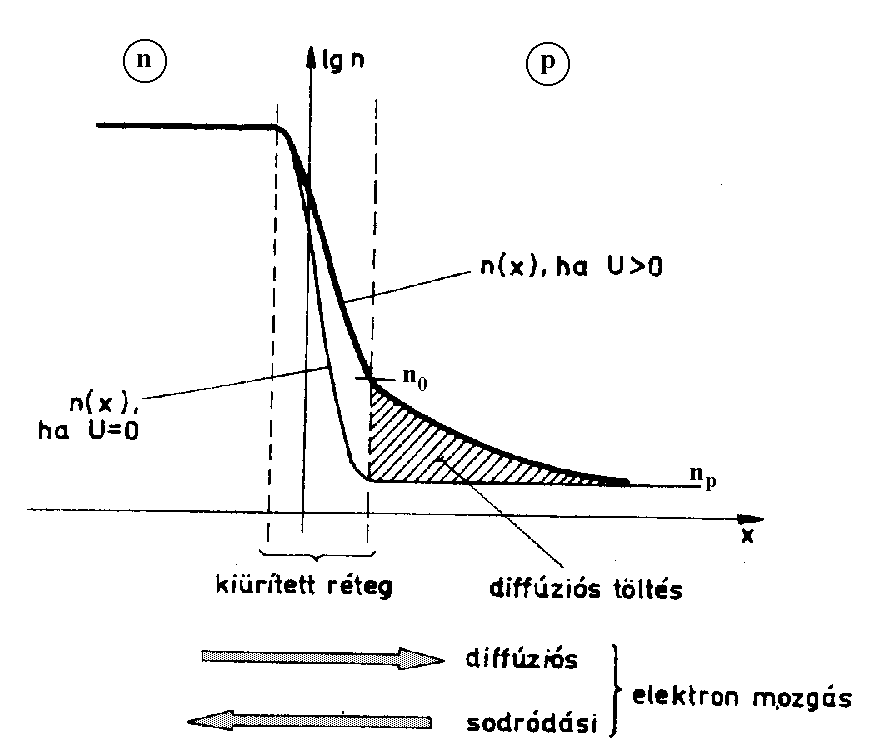 n
p
lg n
n(x), ha U>0
n₀
n(x),
ha U=0
nₚ
x
kiürített réteg
diffúziós töltés
diffúziós
elektron mozgás
sodródási